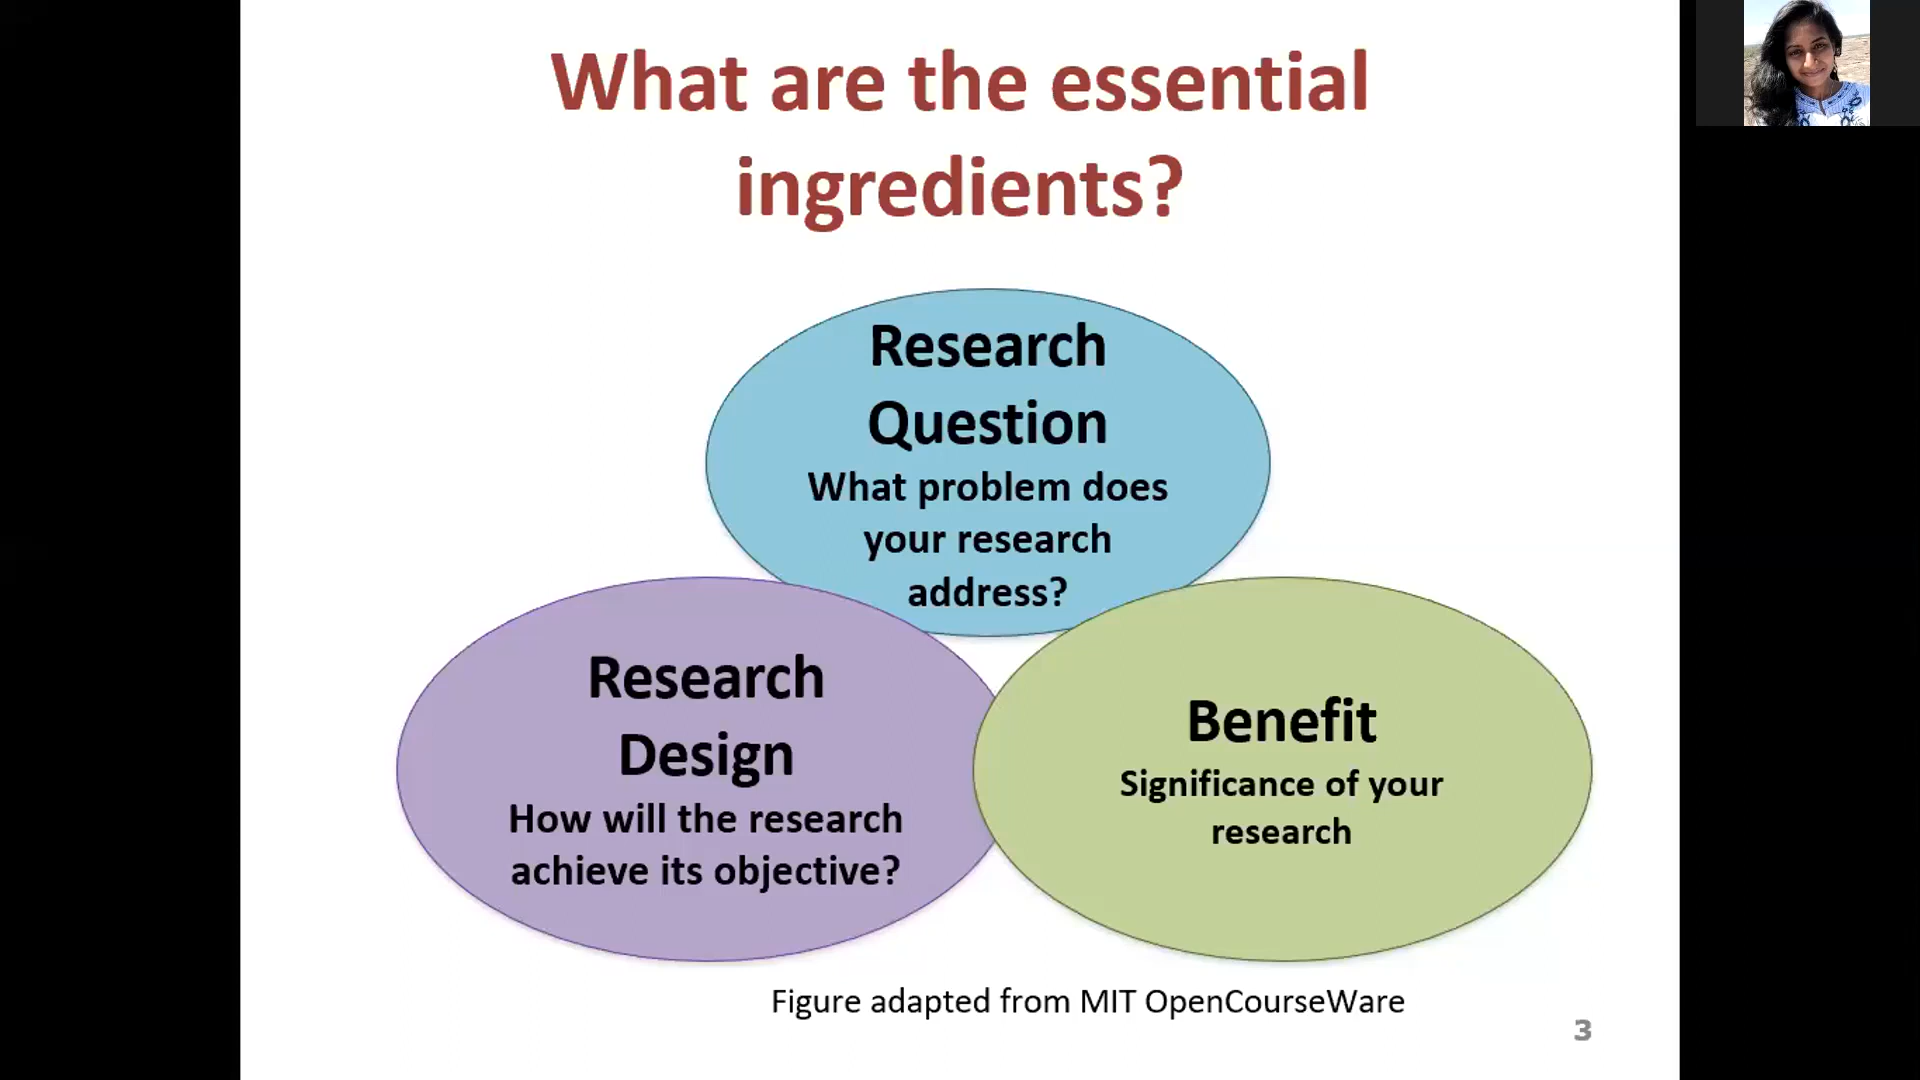 What are the essential
ingredients?
Research
Question
What problem does
your research
address?
Research
Design
How will the research
achieve its objective?
Benefit
Significance of your
research
Figure adapted from MIT OpenCourseWare
3